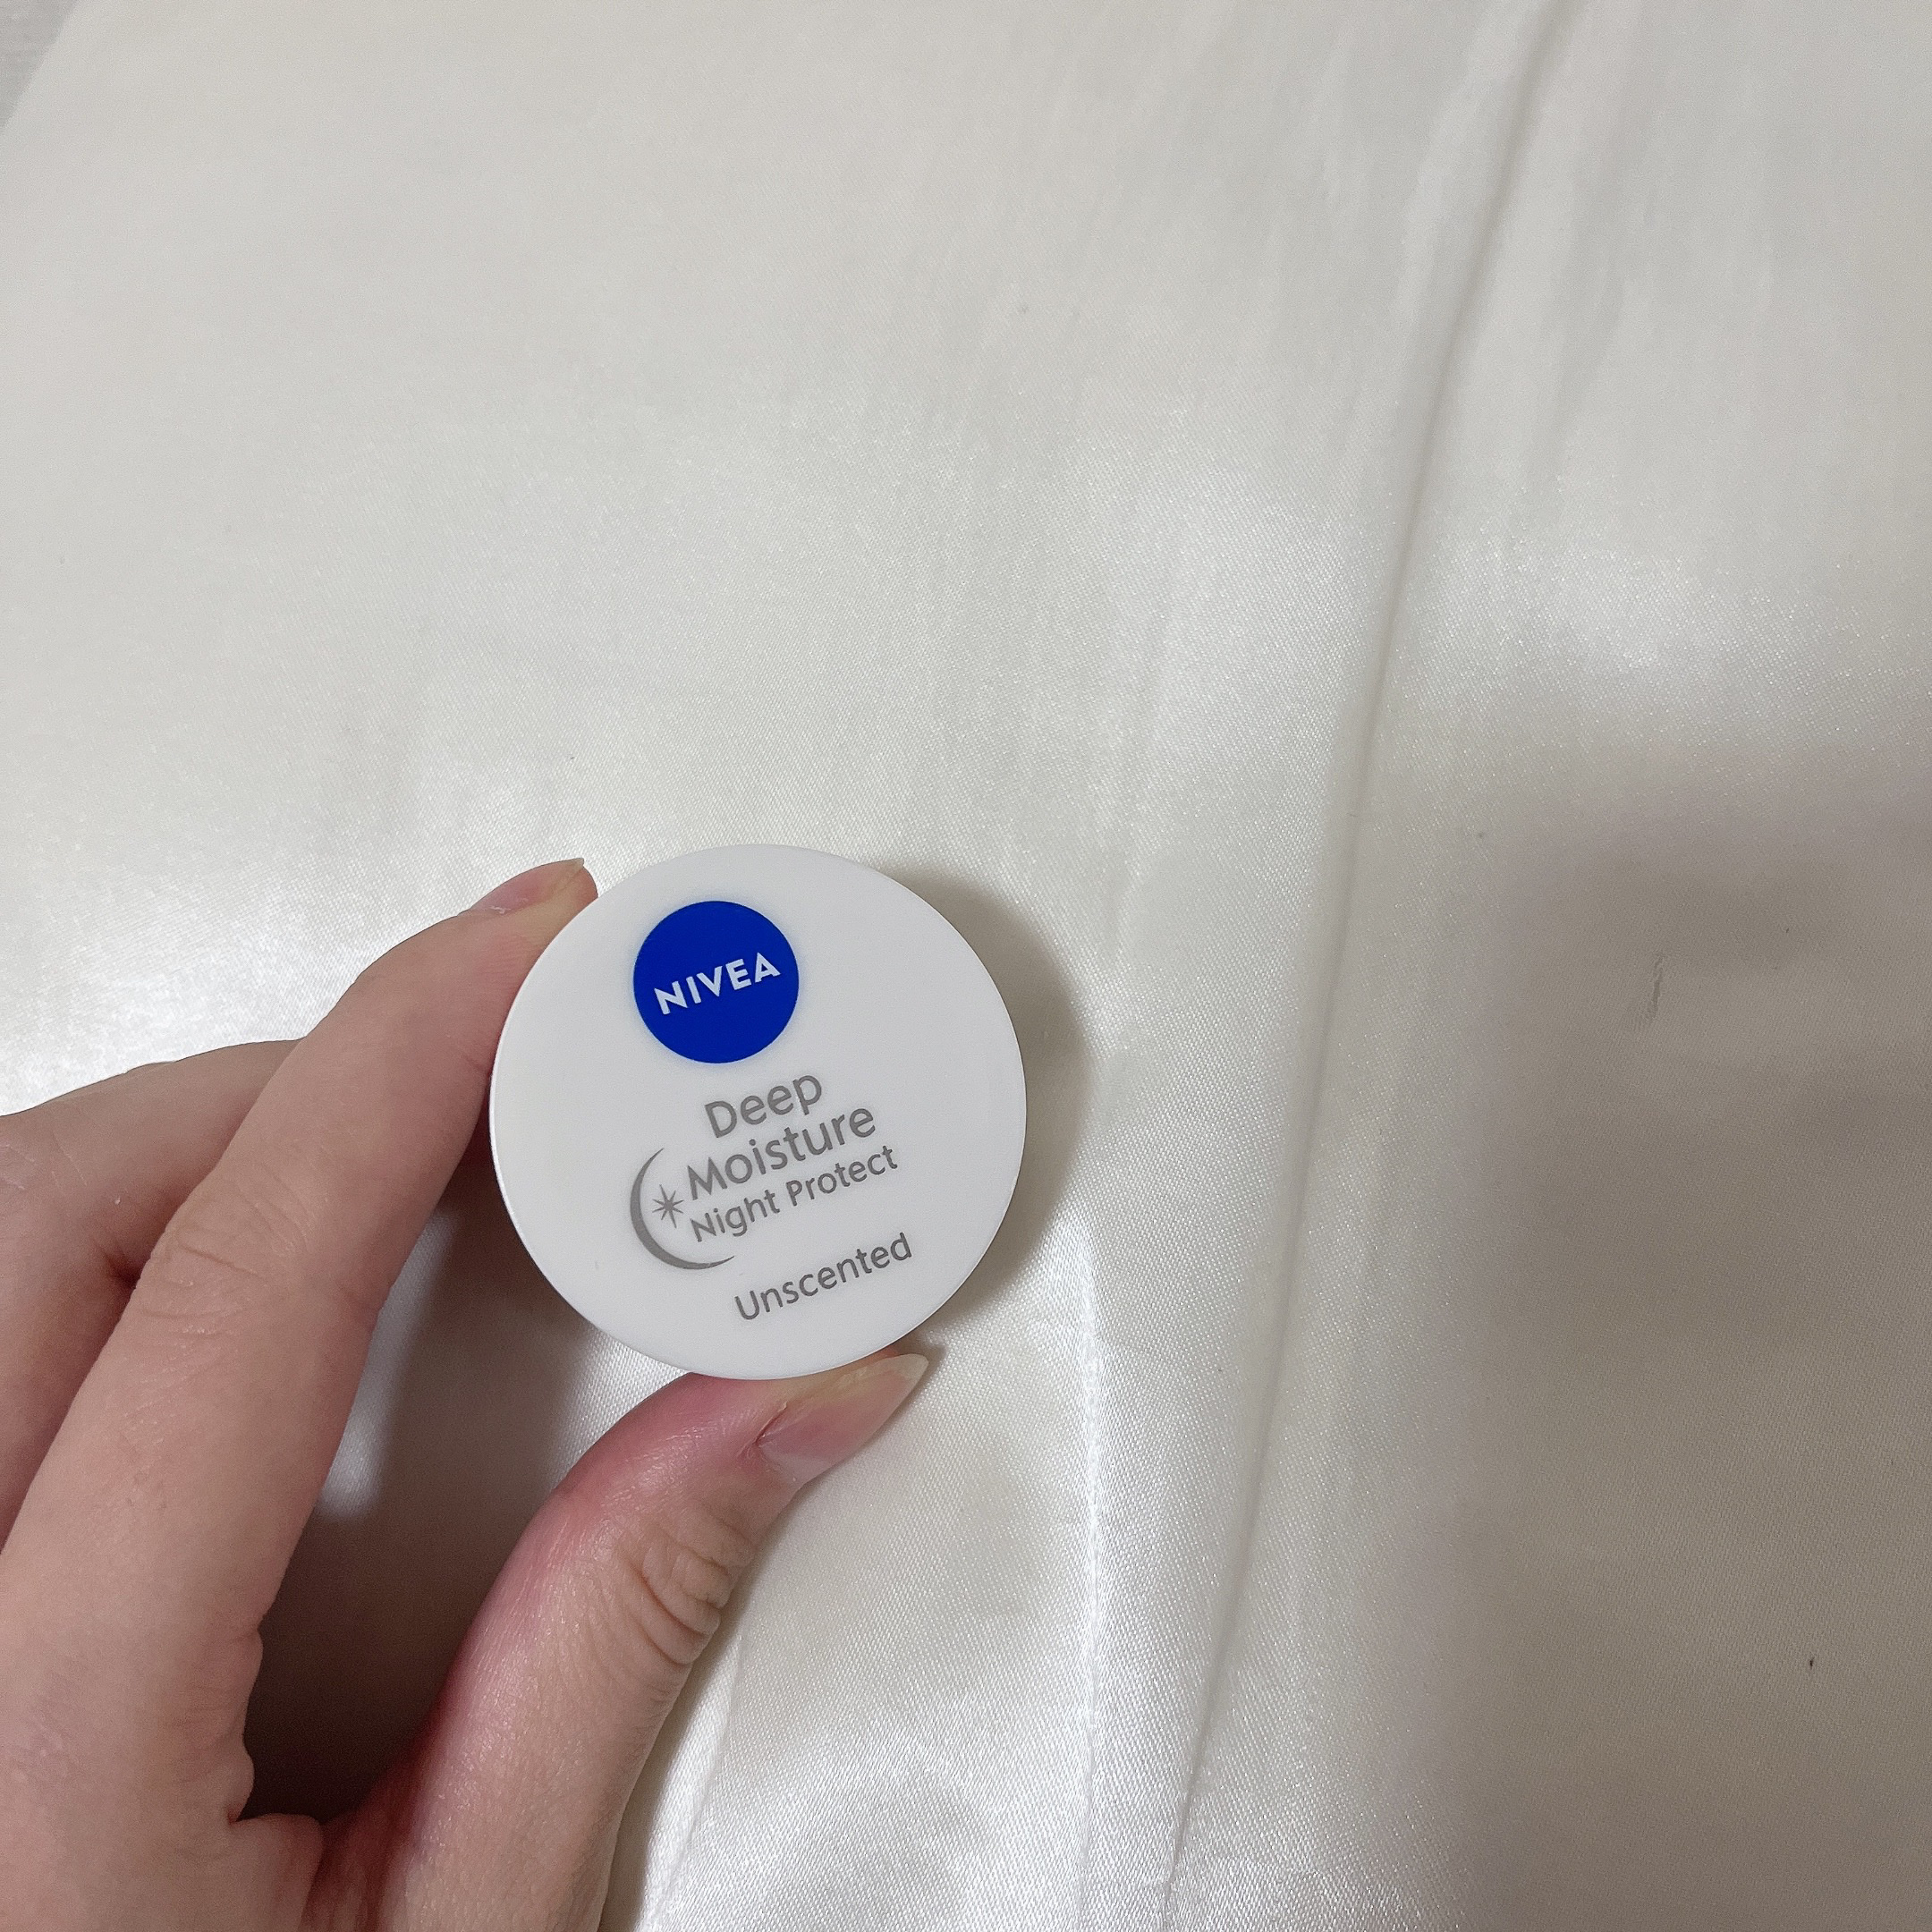 NIVEA
Deep
Moisture
Night Protect
Unscented